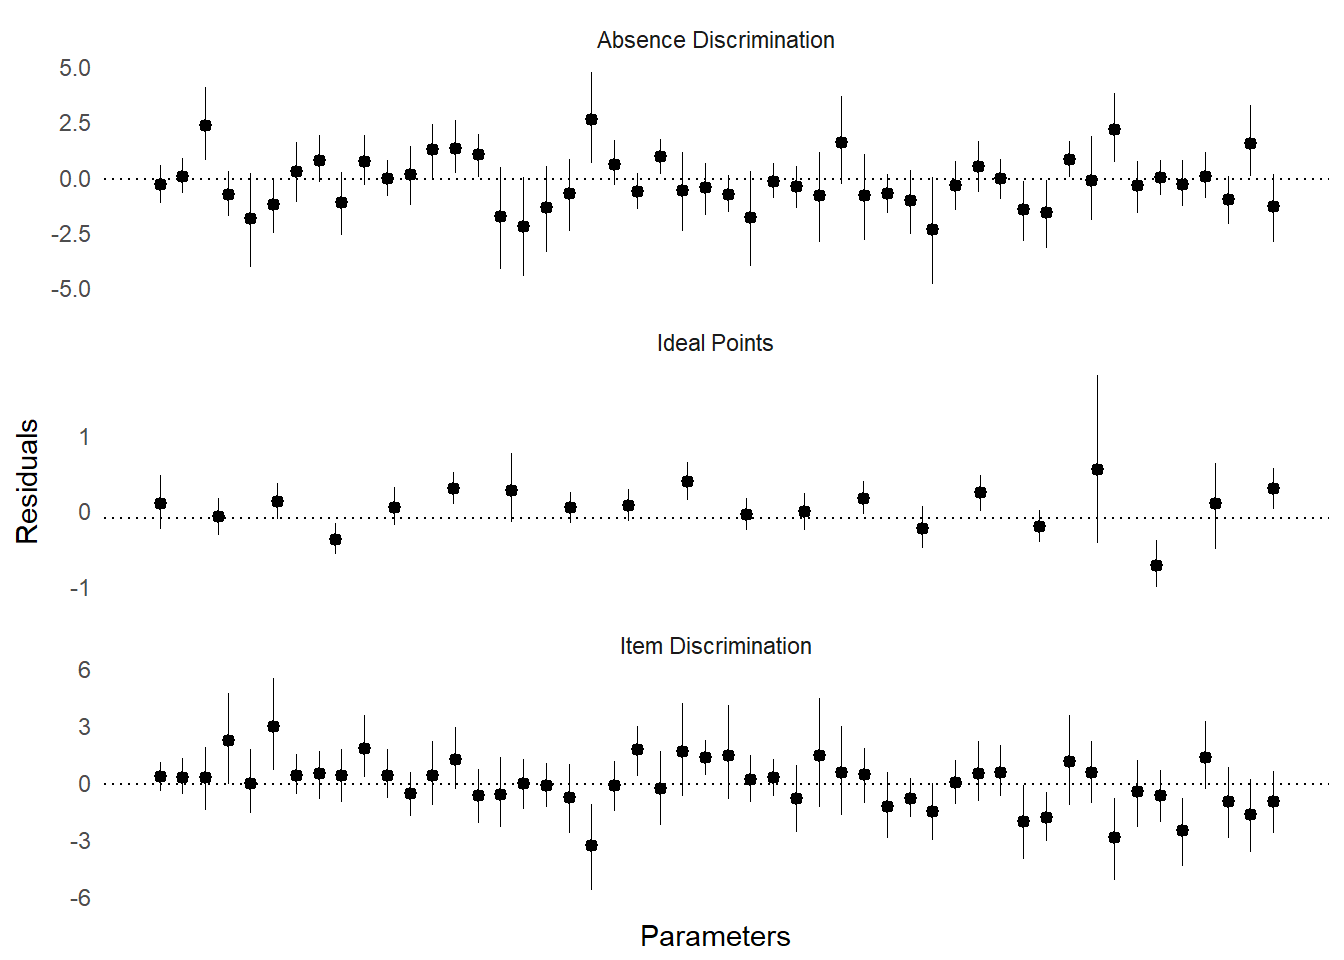 Absence Discrimination
5.0
2.5
0.0
-2.5
-5.0
Ideal Points
1
0
-1
Item Discrimination
6
3
0
-3
-6
Residuals
Parameters